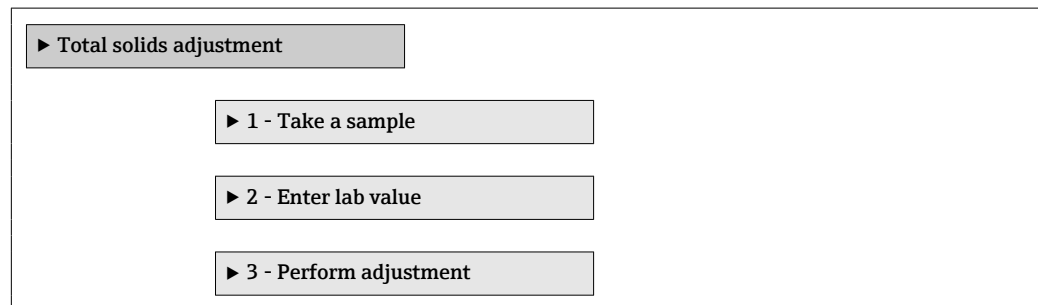 ▶ Total solids adjustment
▶ 1 - Take a sample
▶ 2 - Enter lab value
▶ 3 - Perform adjustment